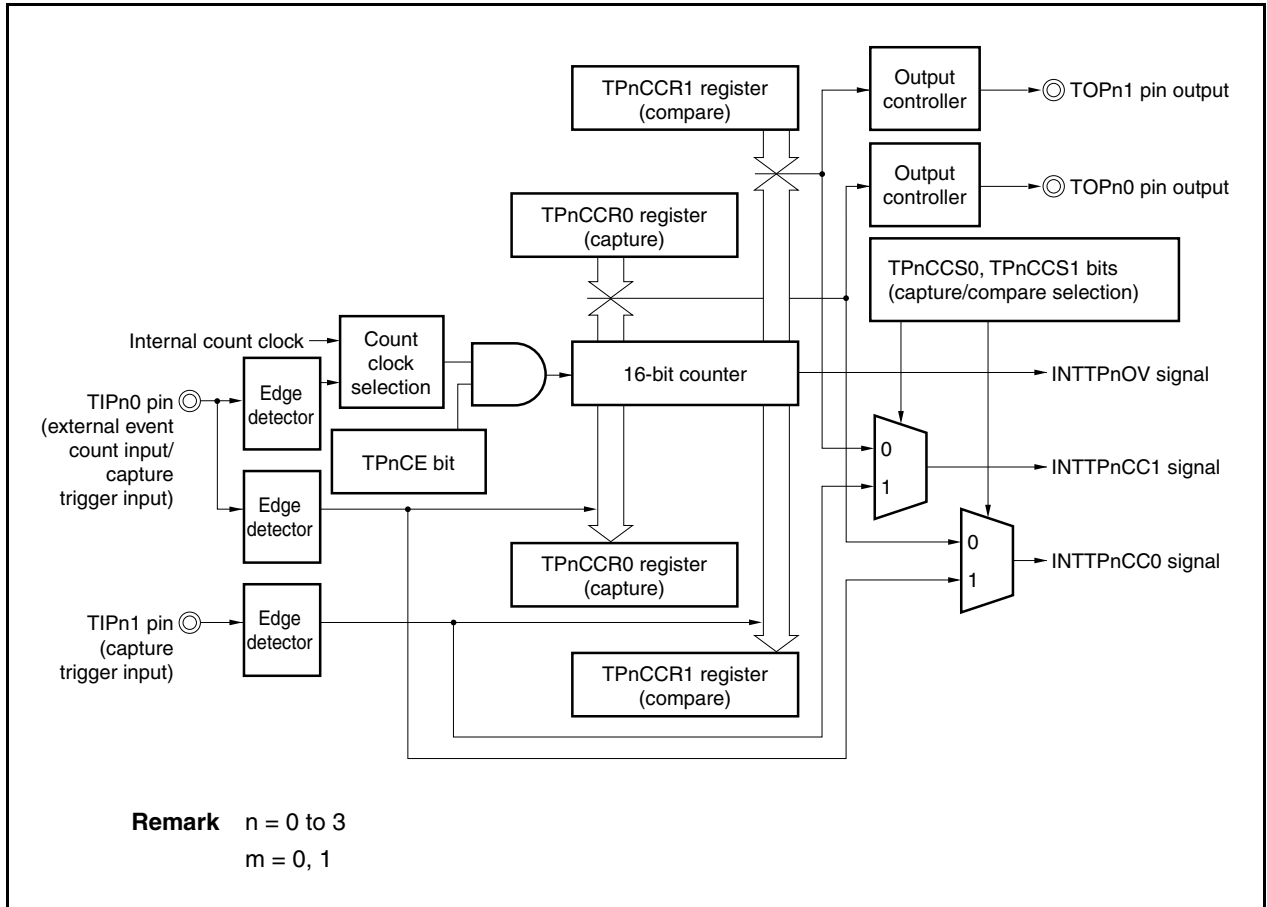 TPnCCR1 register
(compare)
Output
controller
TOPn1 pin output
Output
controller
TOPn0 pin output
TPnCCR0 register
(capture)
TPnCCS0, TPnCCS1 bits
(capture/compare selection)
Internal count clock
Count
clock
selection
16-bit counter
INTTPnOV signal
TIPn0 pin
(external event
count input/
capture
trigger input)
Edge
detector
TPnCE bit
0
1
INTTPnCC1 signal
Edge
detector
TPnCCR0 register
(capture)
0
1
INTTPnCC0 signal
TIPn1 pin
(capture
trigger input)
Edge
detector
TPnCCR1 register
(compare)
Remark n = 0 to 3
m = 0, 1